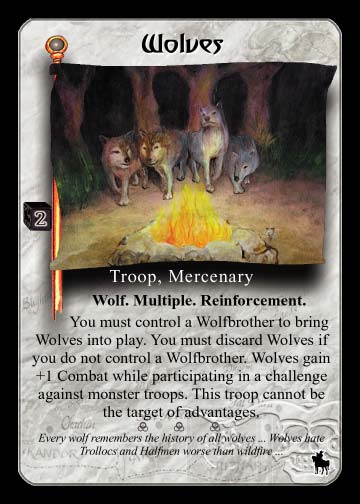 Wolves
2
Troop, Mercenary
Wolf. Multiple. Reinforcement.
You must control a Wolfbrother to bring
Wolves into play. You must discard Wolves if
you do not control a Wolfbrother. Wolves gain
+1 Combat while participating in a challenge
against monster troops. This troop cannot be
the target of advantages.
Every wolf remembers the history of all wolves ... Wolves hate
Trollocs and Halfmen worse than wildfire ...